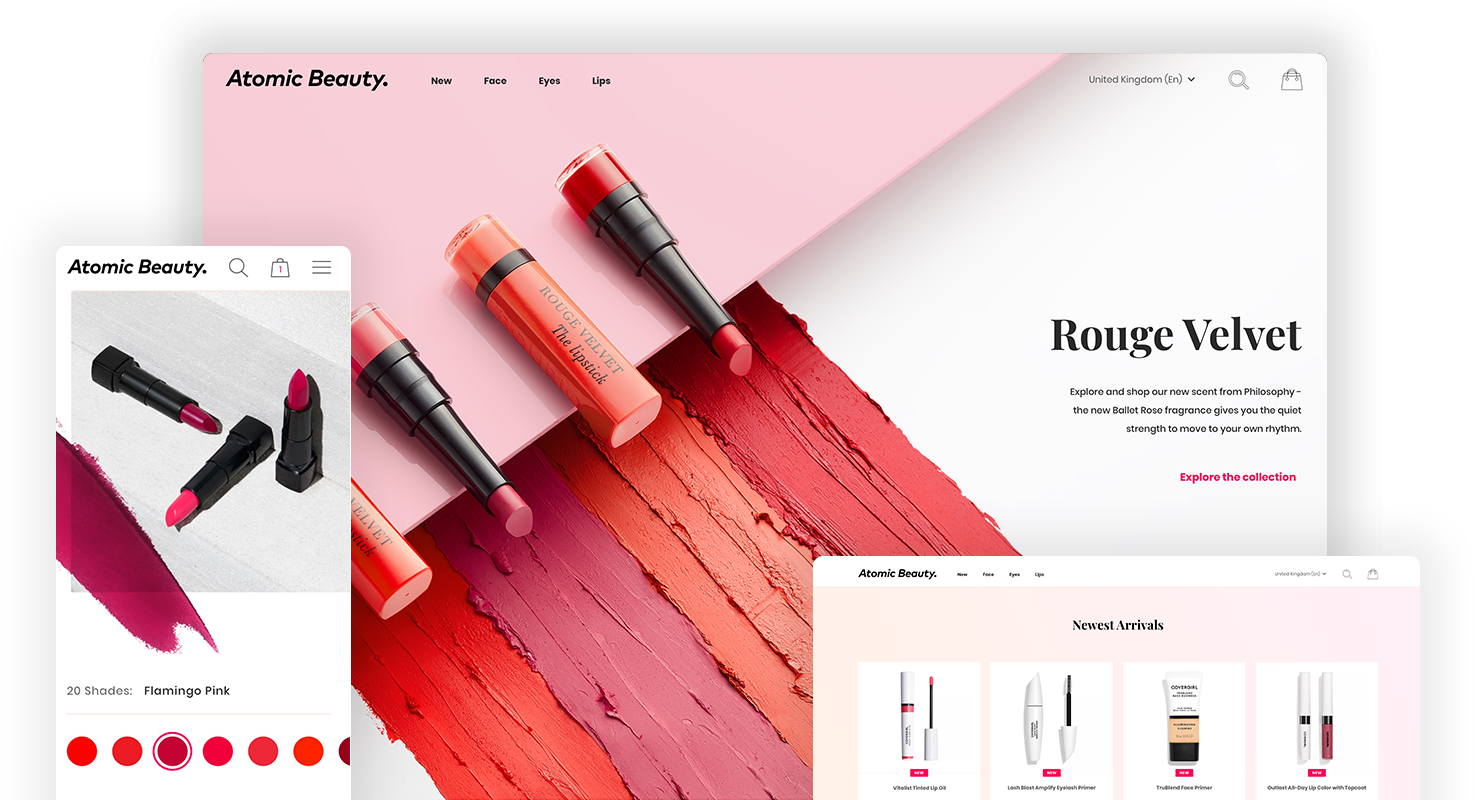 Atomic Beauty.
New
Face
Eyes
Lips
United Kingdom (En)
ROUGE VELVET
The lipstick
Rouge Velvet
Explore and shop our new scent from Philosophy -
the new Ballet Rose fragrance gives you the quiet
strength to move to your own rhythm.
Explore the collection
Atomic Beauty.
1
20 Shades: Flamingo Pink
VELVET
stick
Atomic Beauty.
New
Face
Eyes
Lips
United Kingdom (En)
Newest Arrivals
COVERGIRL
NEW
NEW
NEW
NEW
Vitalist Tinted Lip Oil
Lash Blast Amplify Eyelash Primer
TruBlend Face Primer
Outlast All-Day Lip Color with Topcoat